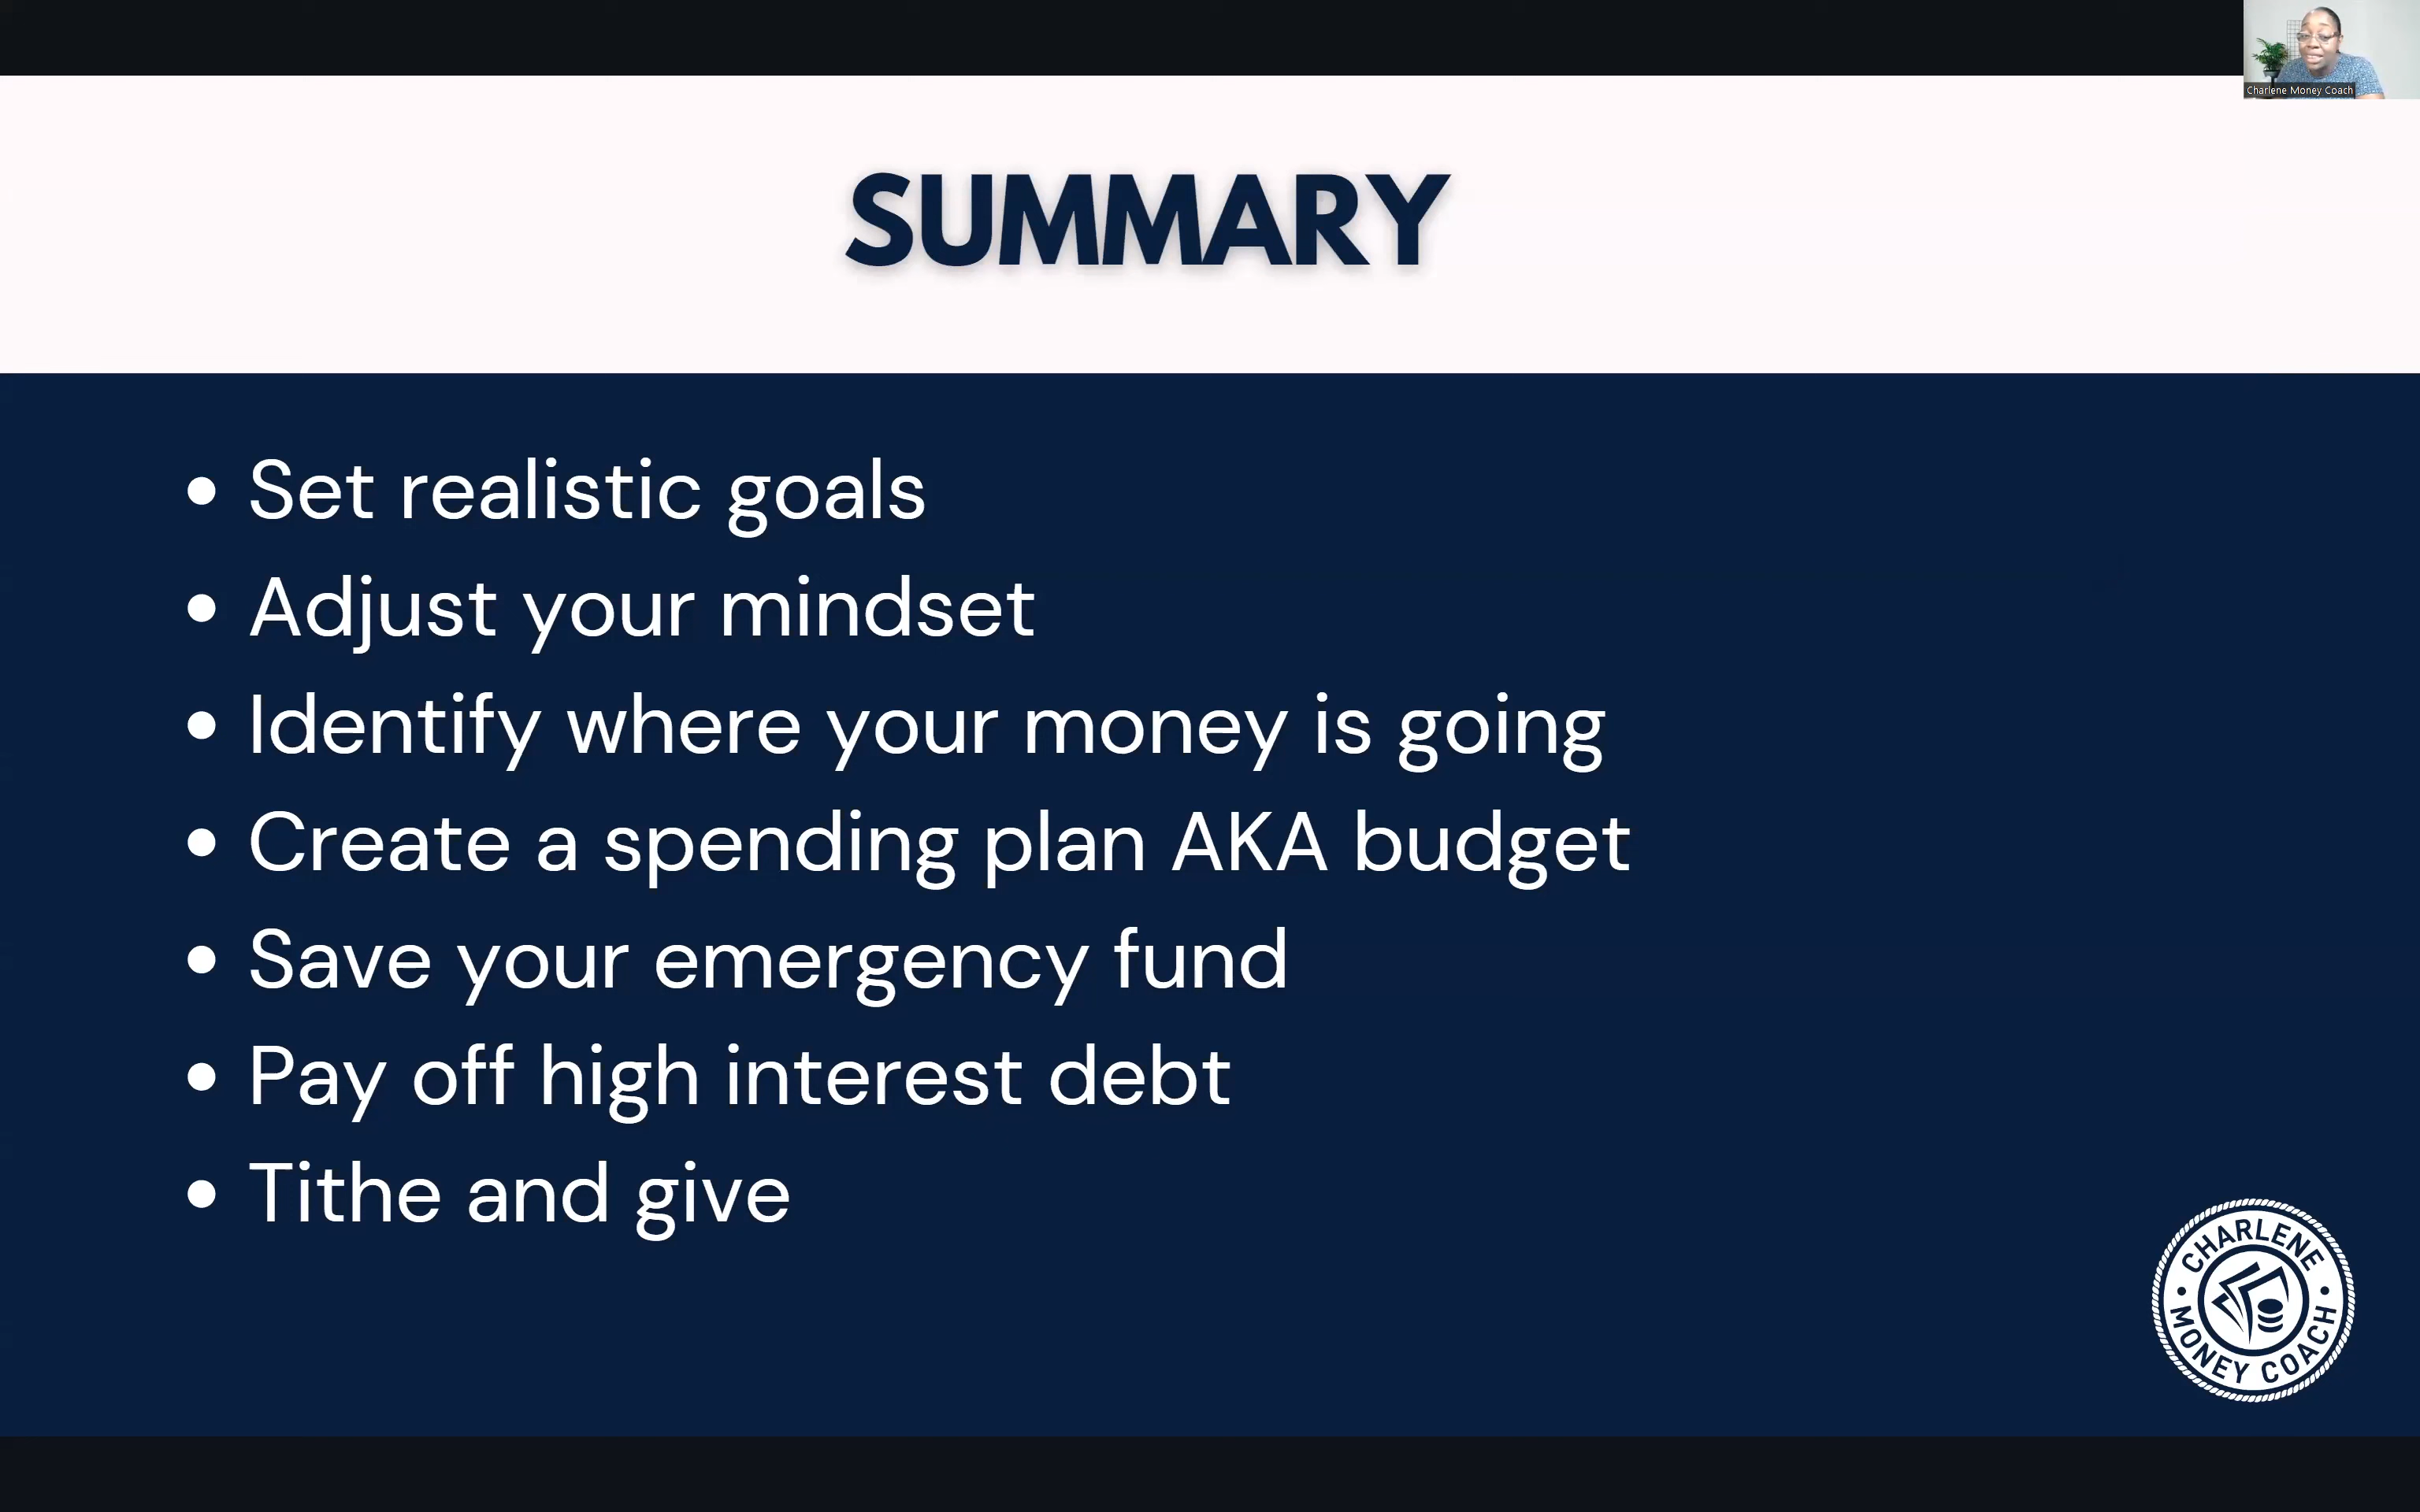 Charlene Money Coach
SUMMARY
• Set realistic goals
• Adjust your mindset
• Identify where your money is going
• Create a spending plan AKA budget
• Save your emergency fund
• Pay off high interest debt
• Tithe and give
CHARLENE
• MONEY COACH •